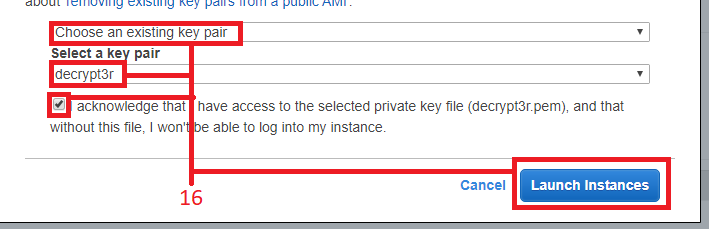 about removing existing key pairs from a public AMI.
Choose an existing key pair
Select a key pair
decrypt3r
I acknowledge that I have access to the selected private key file (decrypt3r.pem), and that
without this file, I won't be able to log into my instance.
Cancel Launch Instances
16